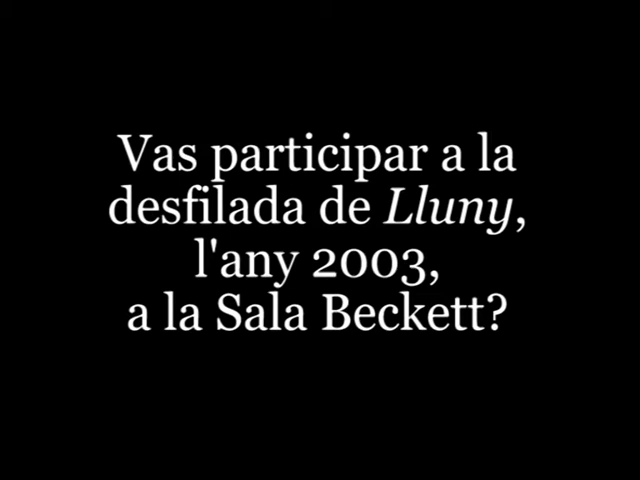 Vas participar a la
desfilada de Lluny,
l'any 2003,
a la Sala Beckett?